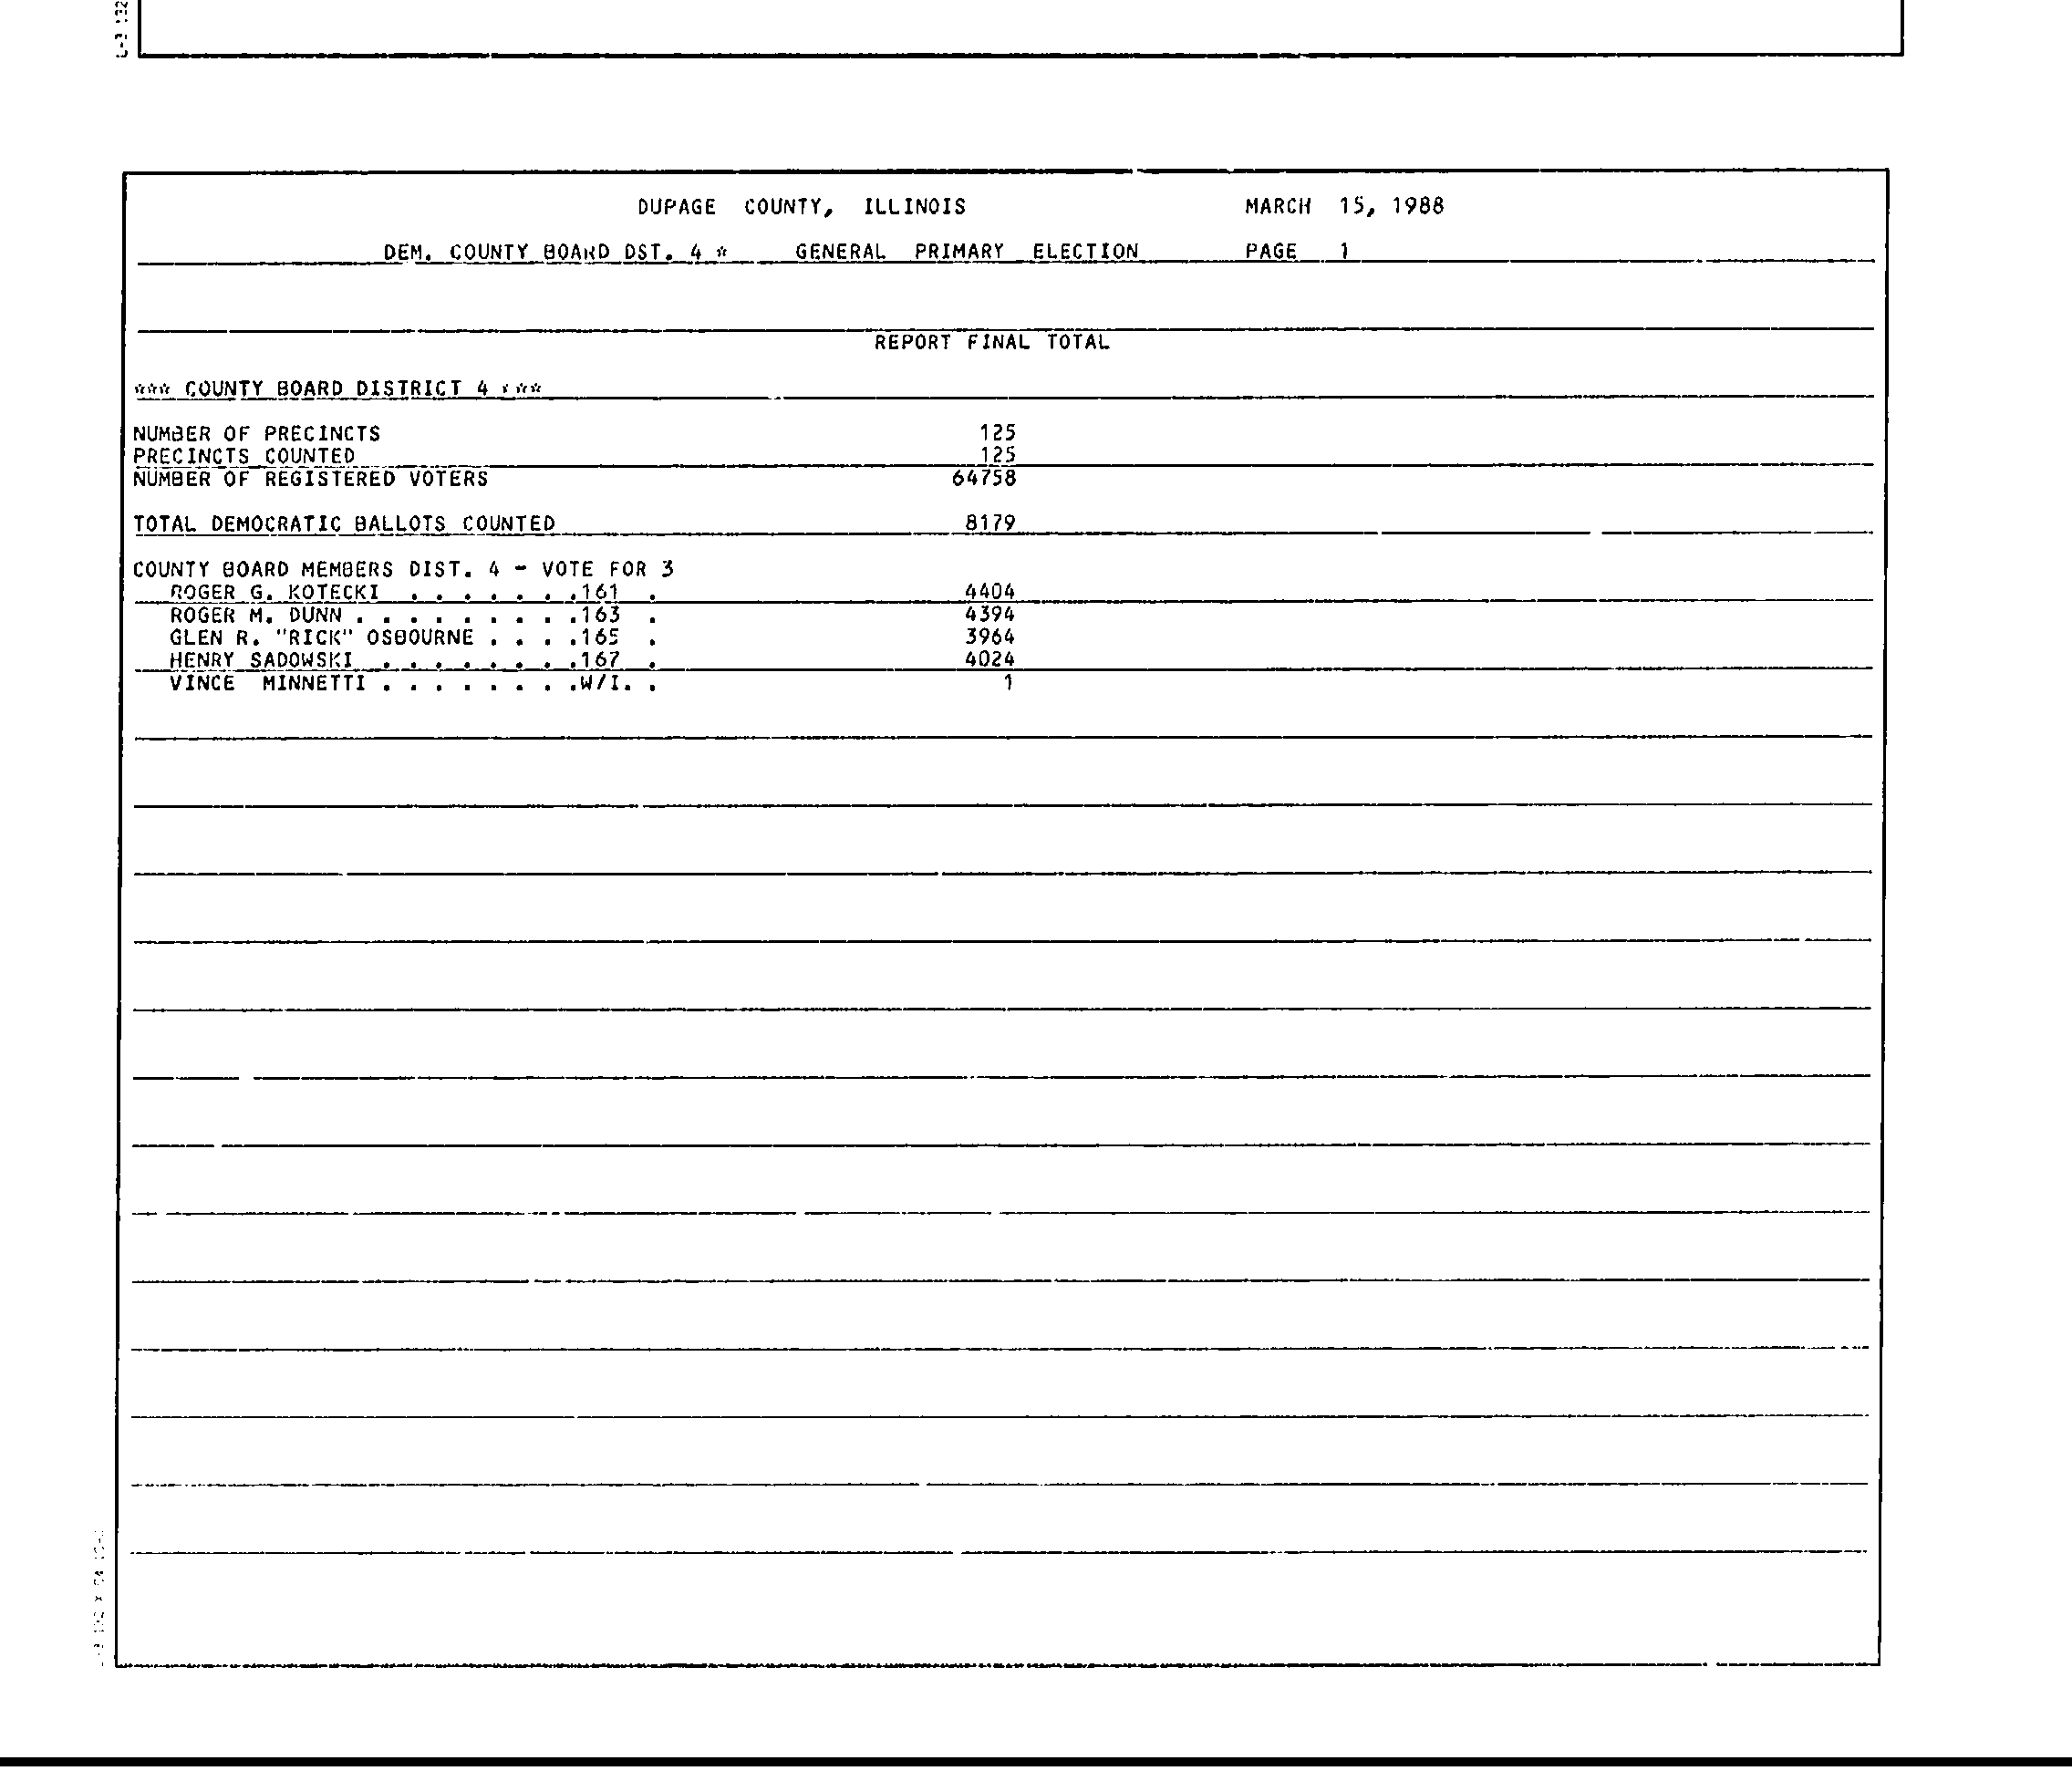 DUPAGE COUNTY, ILLINOIS MARCH 15, 1988
DEM. COUNTY BOARD DST. 4 * GENERAL PRIMARY ELECTION PAGE 1
REPORT FINAL TOTAL
*** COUNTY BOARD DISTRICT 4 ***
NUMBER OF PRECINCTS 125
PRECINCTS COUNTED 125
NUMBER OF REGISTERED VOTERS 64758
TOTAL DEMOCRATIC BALLOTS COUNTED 8179
COUNTY BOARD MEMBERS DIST. 4 - VOTE FOR 3
ROGER G. KOTECKI . . . . . . .161 . 4404
ROGER M. DUNN . . . . . . . . .163 . 4394
GLEN R. "RICK" OSBOURNE . . . .165 . 3964
HENRY SADOWSKI . . . . . . . .167 . 4024
VINCE MINNETTI . . . . . . . .W/I. . 1